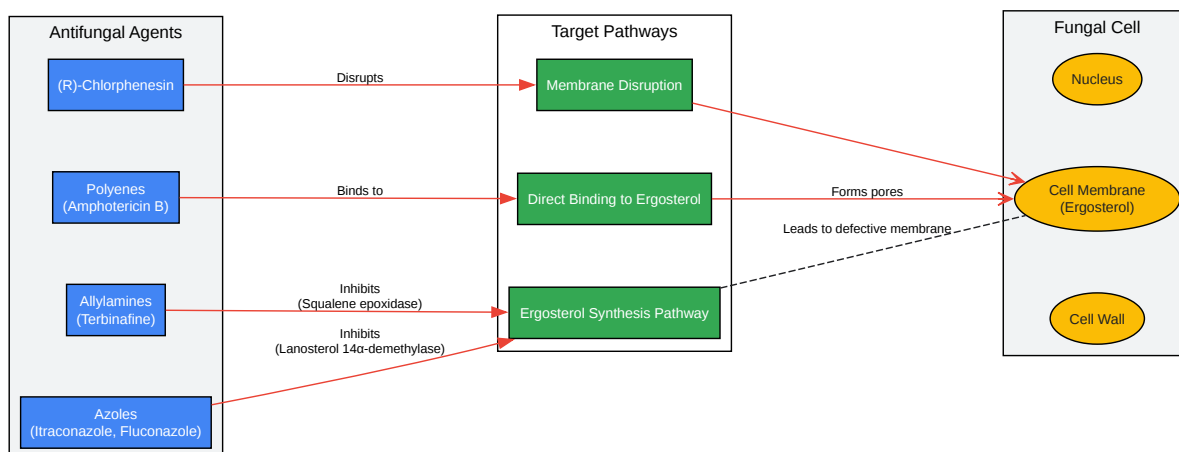 Antifungal Agents
Target Pathways
Fungal Cell
(R)-Chlorphenesin
Disrupts
Membrane Disruption
Nucleus
Polyenes
(Amphotericin B)
Binds to
Direct Binding to Ergosterol
Forms pores
Cell Membrane
(Ergosterol)
Leads to defective membrane
Allylamines
(Terbinafine)
Inhibits
(Squalene epoxidase)
Ergosterol Synthesis Pathway
Cell Wall
Inhibits
(Lanosterol 14α-demethylase)
Azoles
(Itraconazole, Fluconazole)